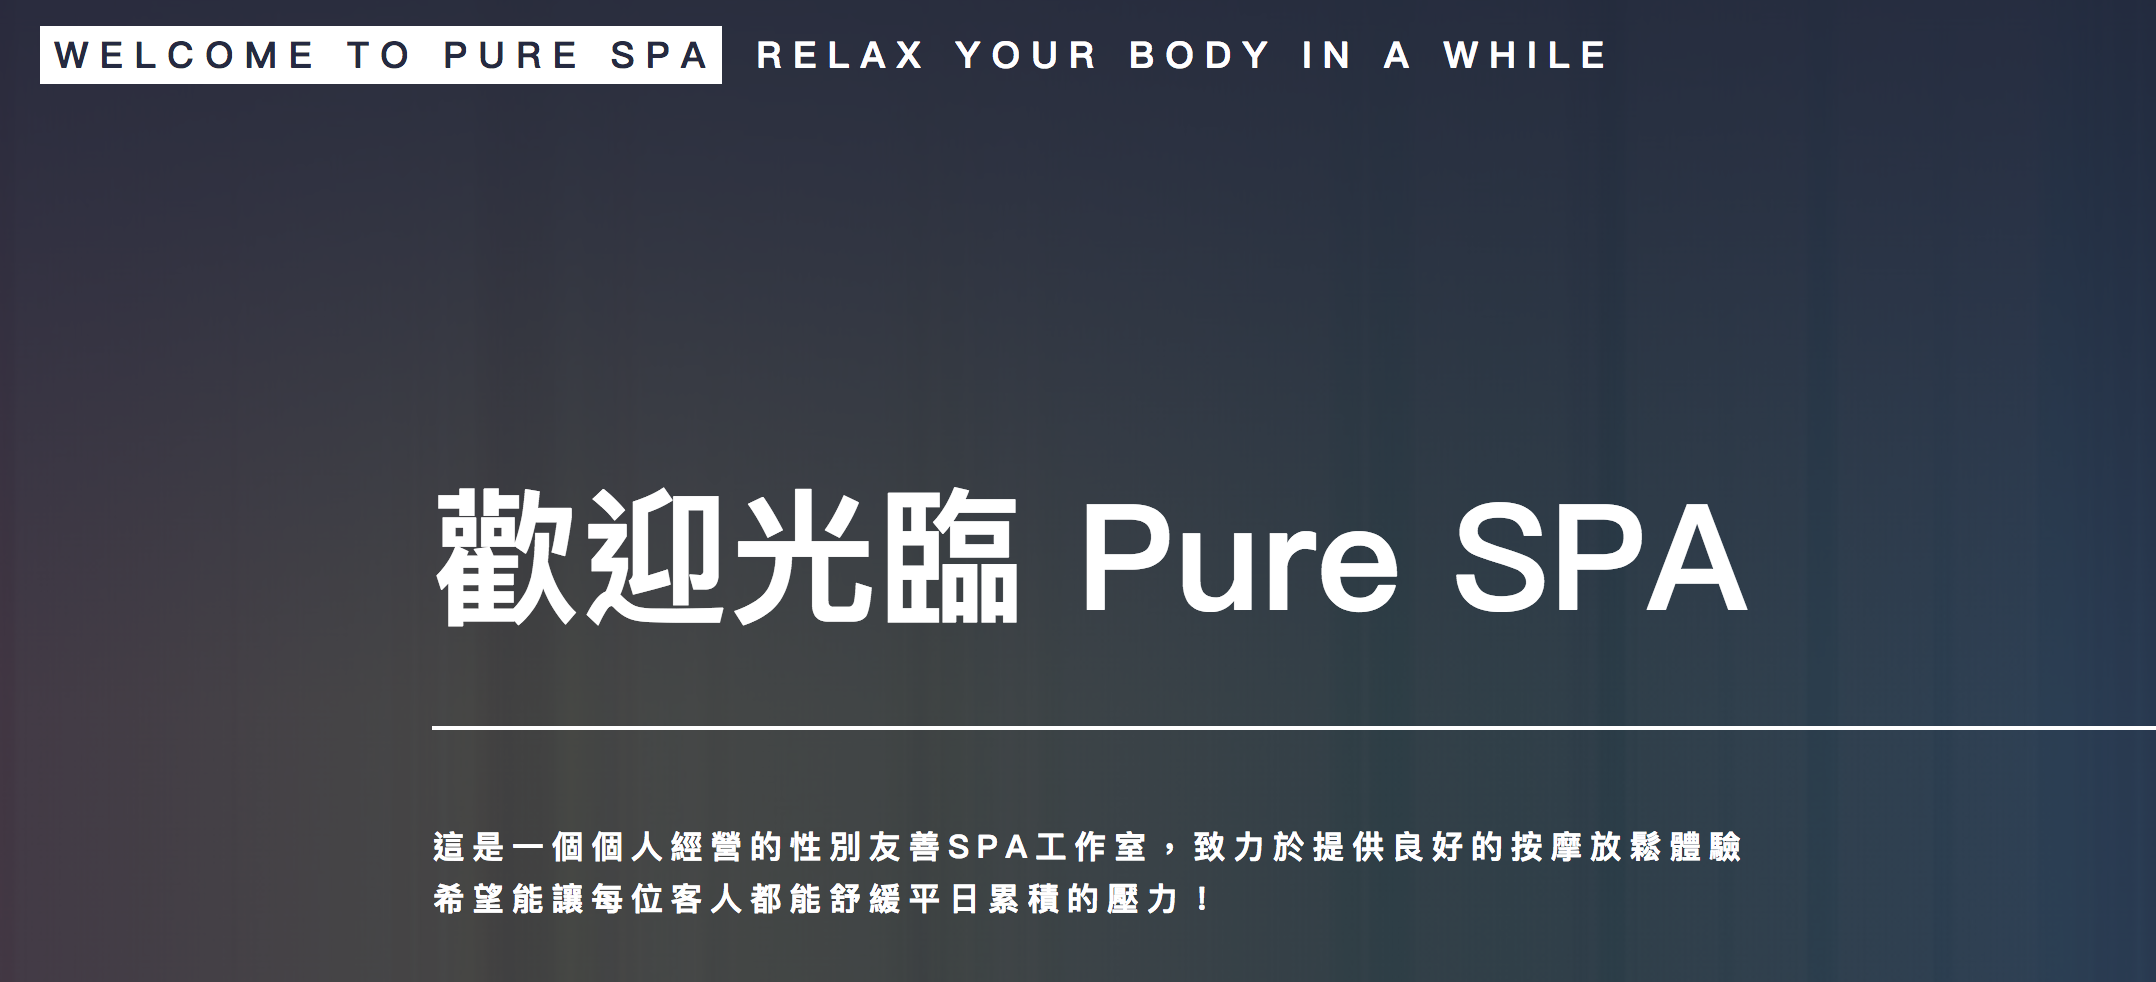 WELCOME TO PURE SPA RELAX YOUR BODY IN A WHILE
歡迎光臨 Pure SPA
這是一個個人經營的性別友善SPA工作室，致力於提供良好的按摩放鬆體驗
希望能讓每位客人都能舒緩平日累積的壓力！